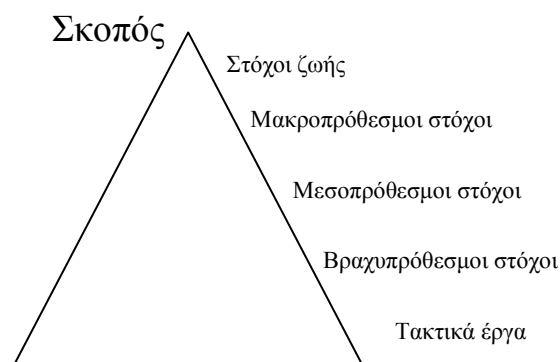 Σκοπός
Στόχοι ζωής
Μακροπρόθεσμοι στόχοι
Μεσοπρόθεσμοι στόχοι
Βραχυπρόθεσμοι στόχοι
Τακτικά έργα